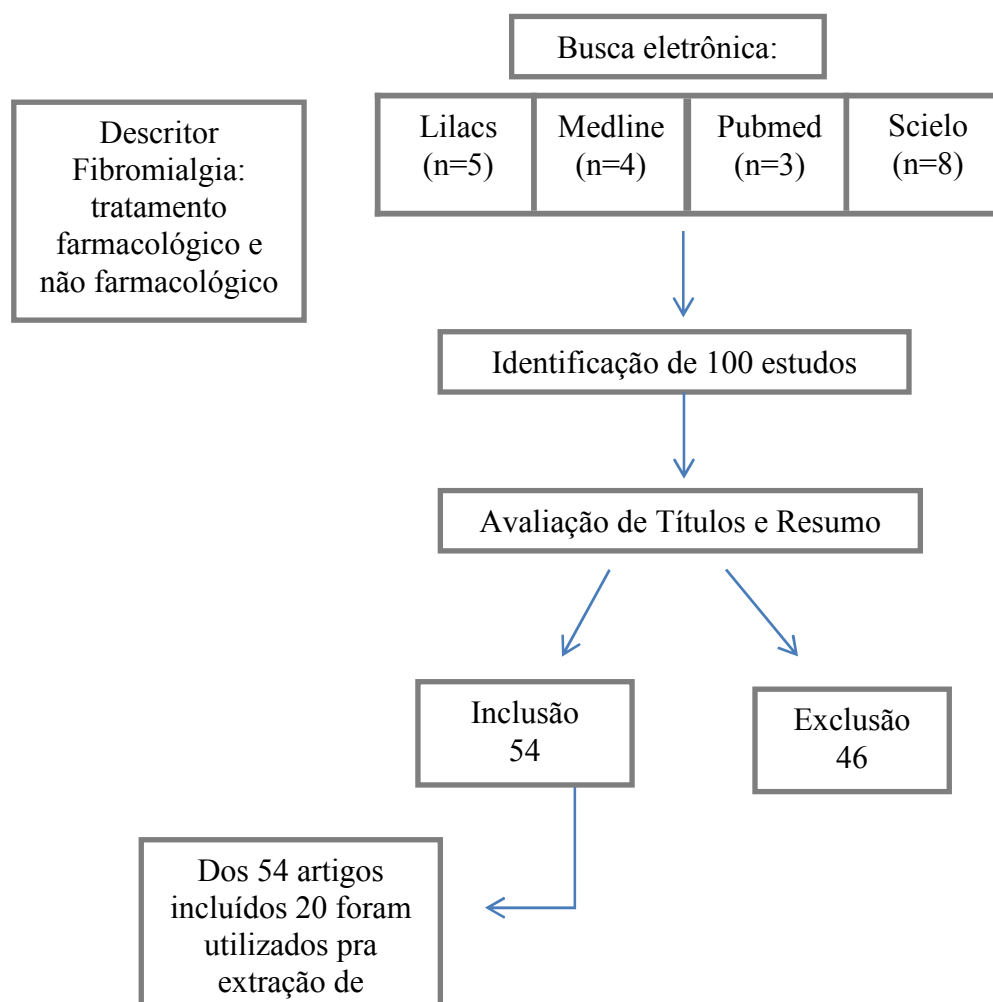 Busca eletrônica:
Descritor
Fibromialgia:
tratamento
farmacológico e
não farmacológico
Lilacs
(n=5)
Medline
(n=4)
Pubmed
(n=3)
Scielo
(n=8)
Identificação de 100 estudos
Avaliação de Títulos e Resumo
Inclusão
54
Exclusão
46
Dos 54 artigos
incluídos 20 foram
utilizados pra
extração de